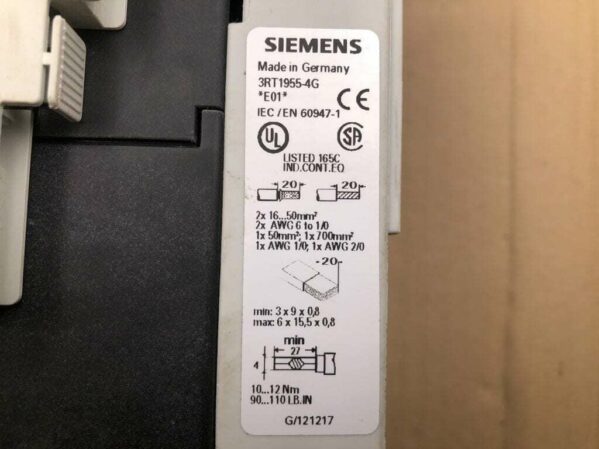 SIEMENS
Made in Germany
3RT1955-4G
*E01*
CE
IEC / EN 60947-1
UL
SA
LISTED 165C
IND.CONT.EQ
20
20
2x 16...50mm²
2x AWG 6 to 1/0
1x 50mm²; 1x 700mm²
1x AWG 1/0; 1x AWG 2/0
-20-
min: 3 x 9 x 0,8
max: 6 x 15,5 x 0,8
min
27
4
10...12 Nm
90...110 LB.IN
G/121217